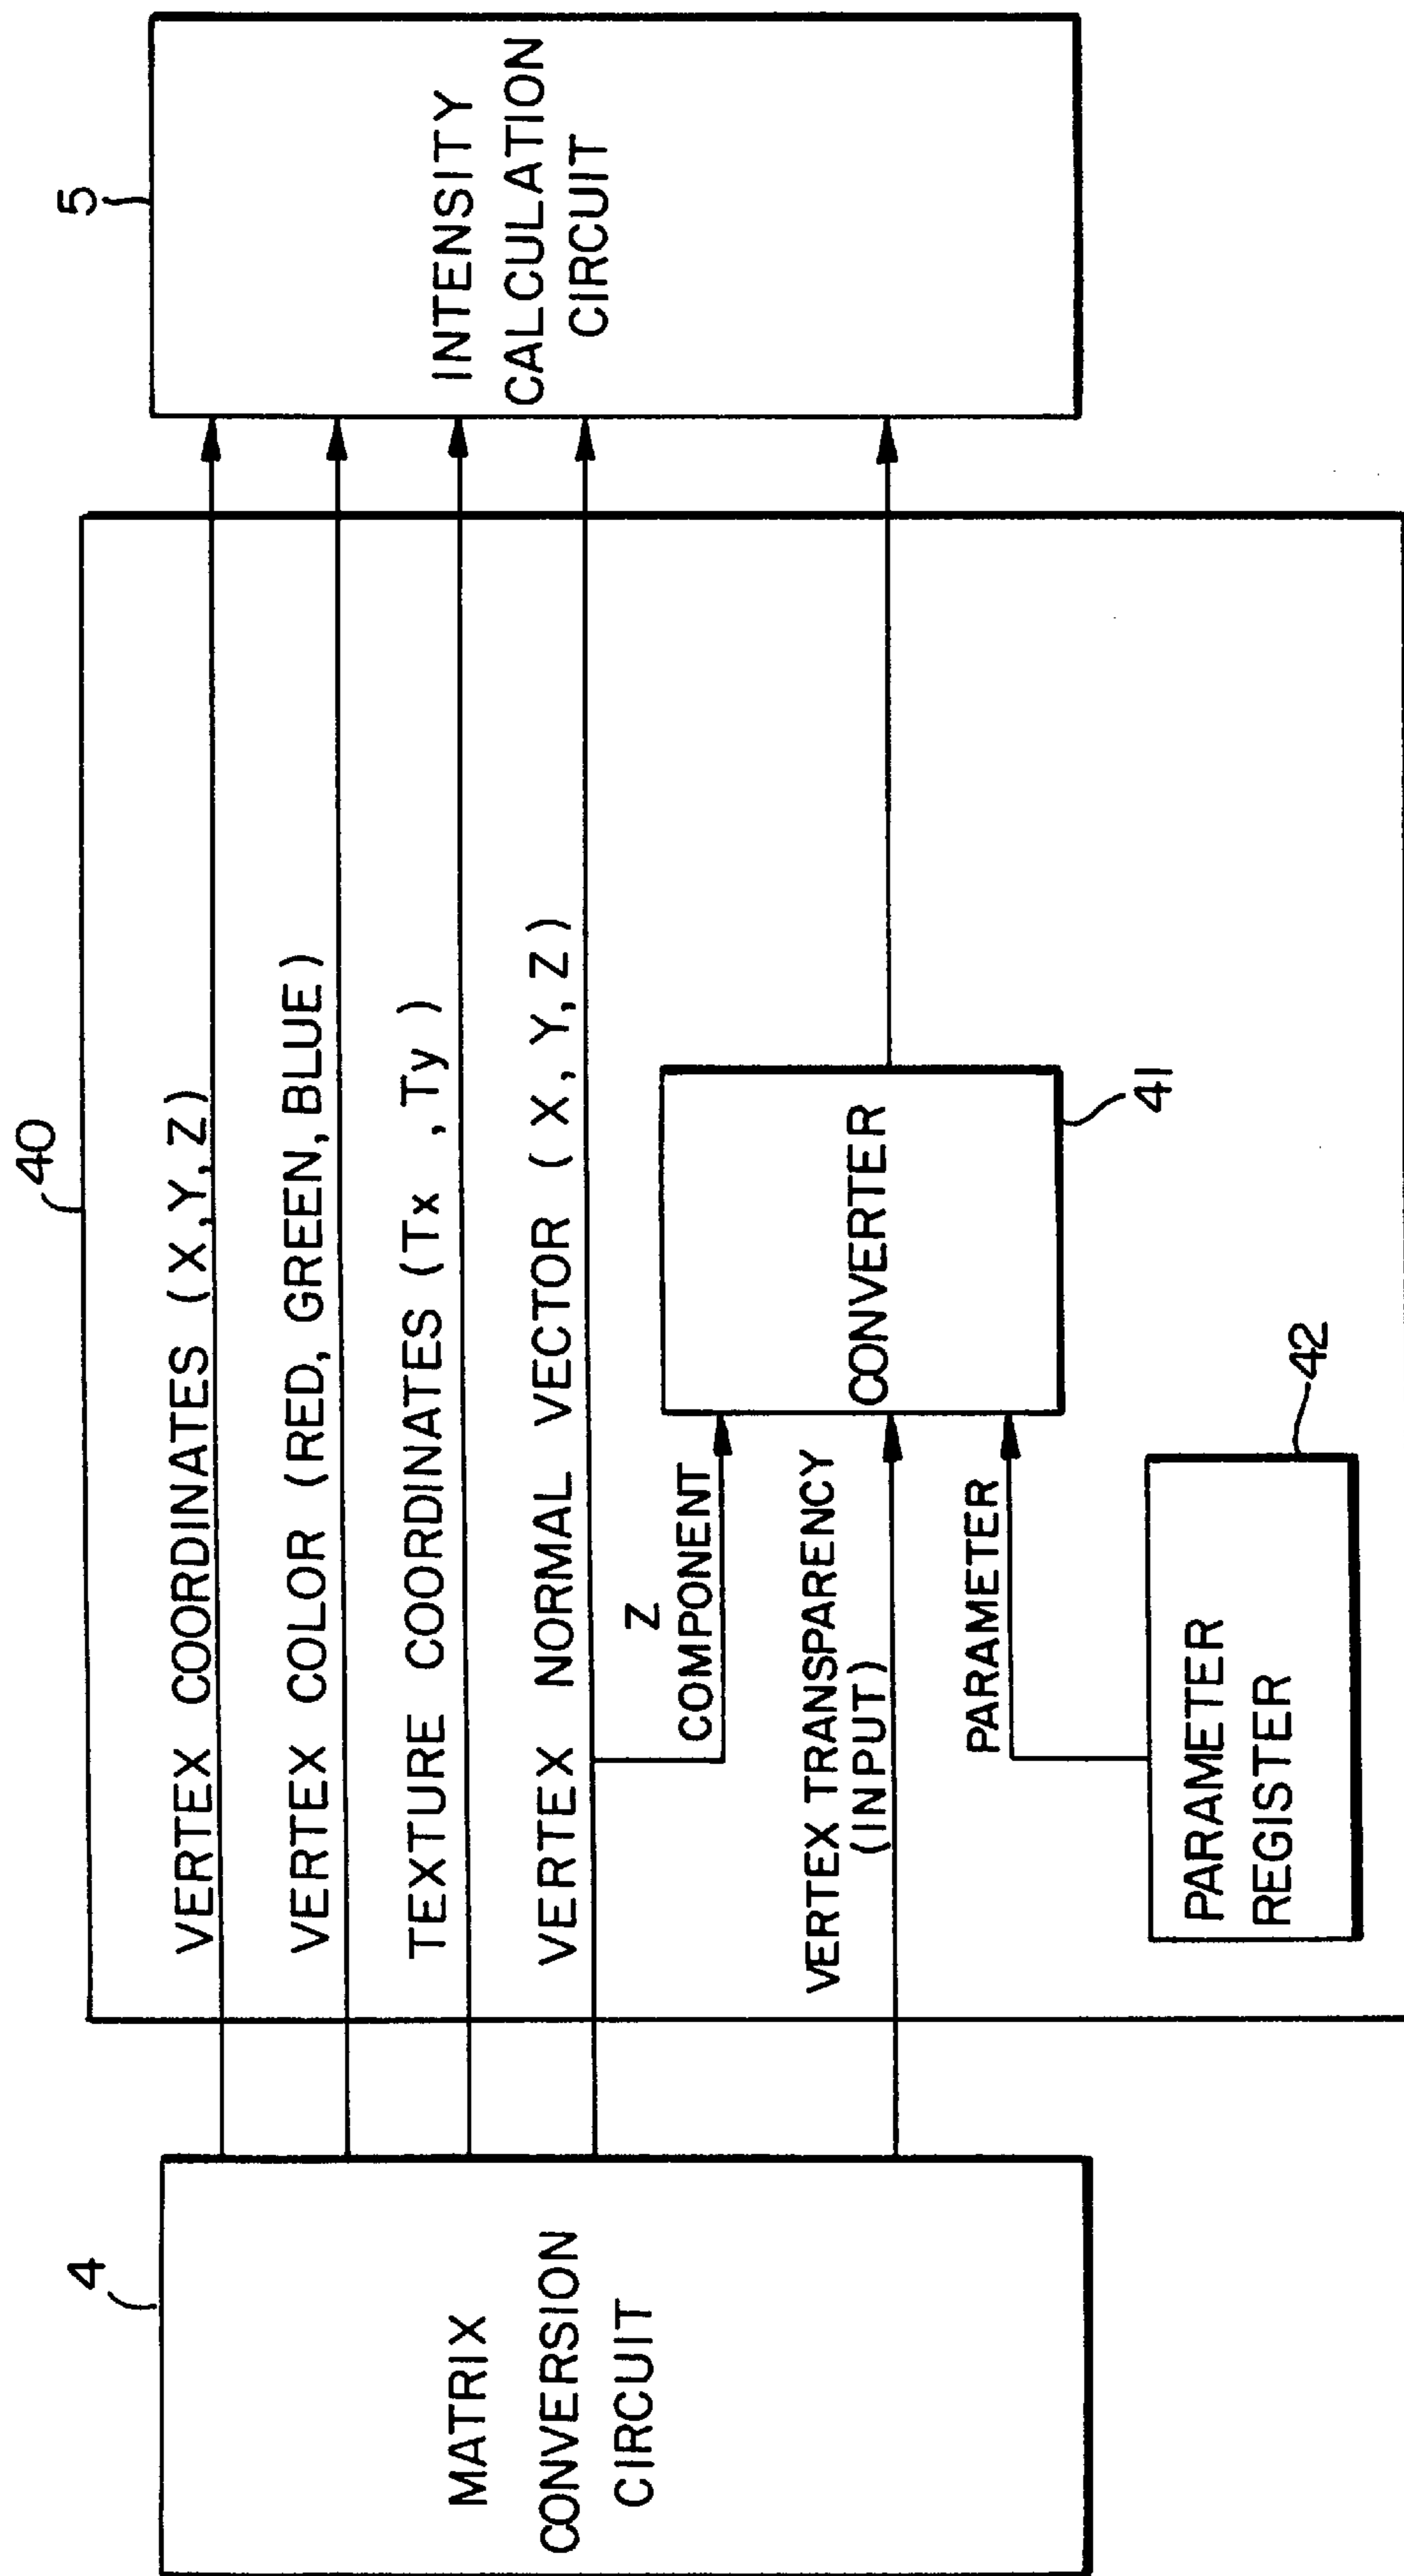 40
4
5
VERTEX COORDINATES (X,Y,Z)
VERTEX COLOR (RED, GREEN, BLUE)
TEXTURE COORDINATES (Tx ,Ty )
VERTEX NORMAL VECTOR ( X, Y, Z )
MATRIX
CONVERSION
CIRCUIT
INTENSITY
CALCULATION
CIRCUIT
Z
COMPONENT
VERTEX TRANSPARENCY
(INPUT)
CONVERTER
41
PARAMETER
PARAMETER
REGISTER
42